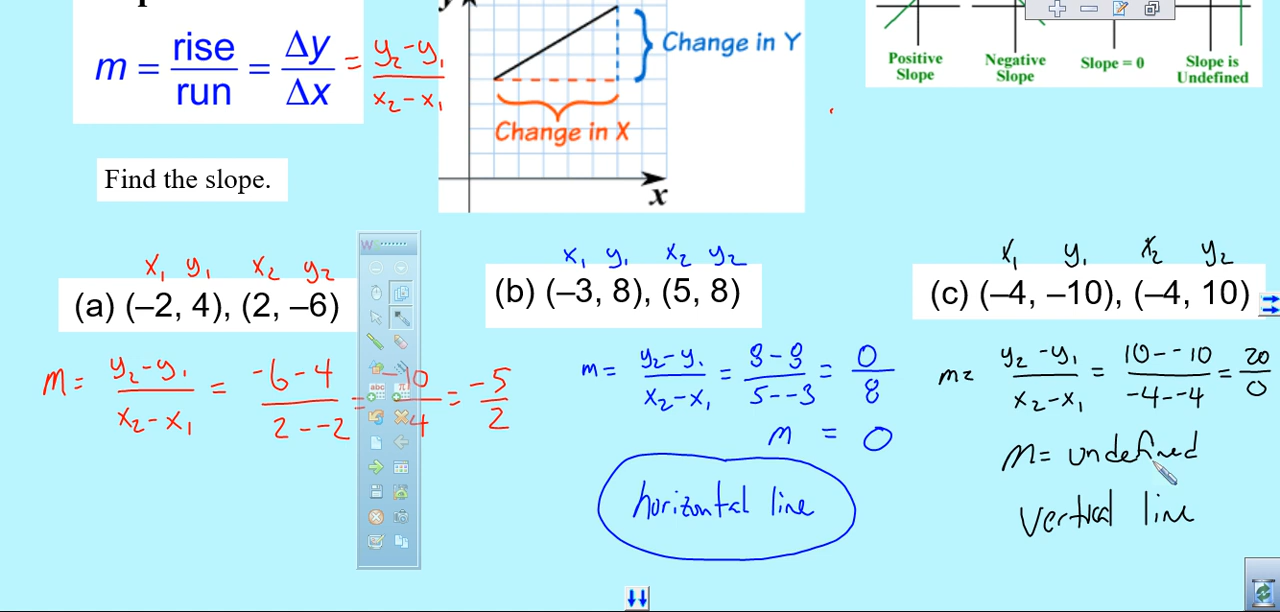 m = rise/run = Δy/Δx = y₂-y₁/x₂-x₁
Change in Y
Change in X
x
Positive Slope
Negative Slope
Slope = 0
Slope is Undefined
Find the slope.
x₁ y₁ x₂ y₂
(a) (–2, 4), (2, –6)
m = y₂-y₁/x₂-x₁ = -6-4/2--2 = -10/4 = -5/2
x₁ y₁ x₂ y₂
(b) (–3, 8), (5, 8)
m = y₂-y₁/x₂-x₁ = 8-8/5--3 = 0/8
m = 0
horizontal line
x₁ y₁ x₂ y₂
(c) (–4, –10), (–4, 10)
m = y₂-y₁/x₂-x₁ = 10--10/-4--4 = 20/0
m = undefined
vertical line
W
abc
π